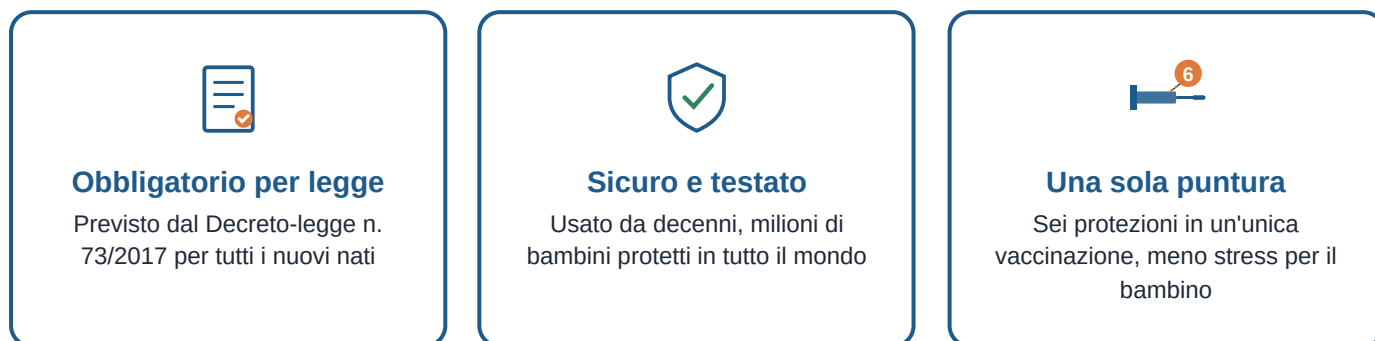 Obbligatorio per legge
Previsto dal Decreto-legge n.
73/2017 per tutti i nuovi nati
Sicuro e testato
Usato da decenni, milioni di
bambini protetti in tutto il mondo
6
Una sola puntura
Sei protezioni in un'unica
vaccinazione, meno stress per il
bambino